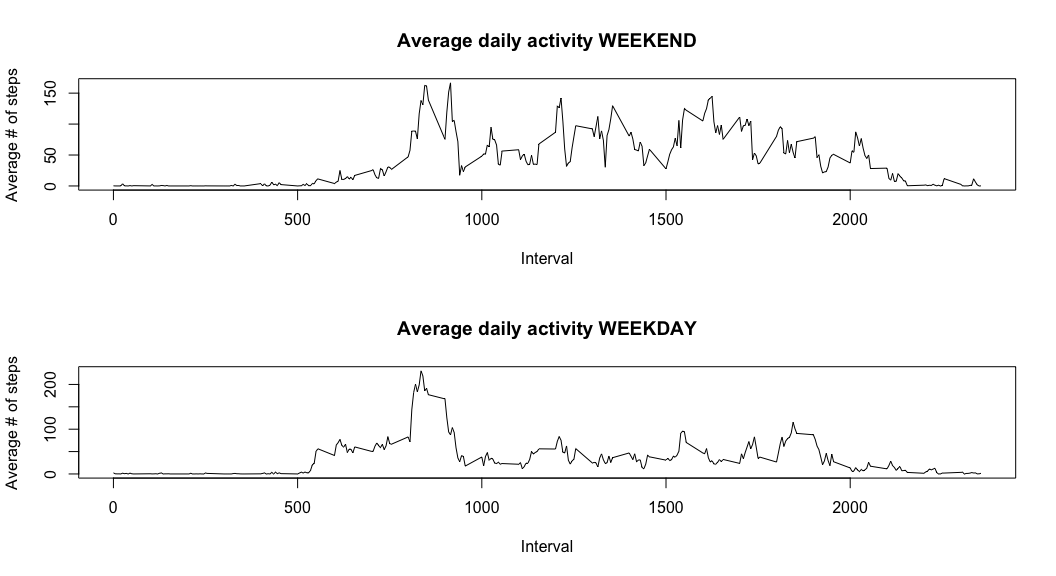 Average daily activity WEEKEND
Average # of steps
150
50
0
0 500 1000 1500 2000
Interval
Average daily activity WEEKDAY
Average # of steps
200
100
0
0 500 1000 1500 2000
Interval